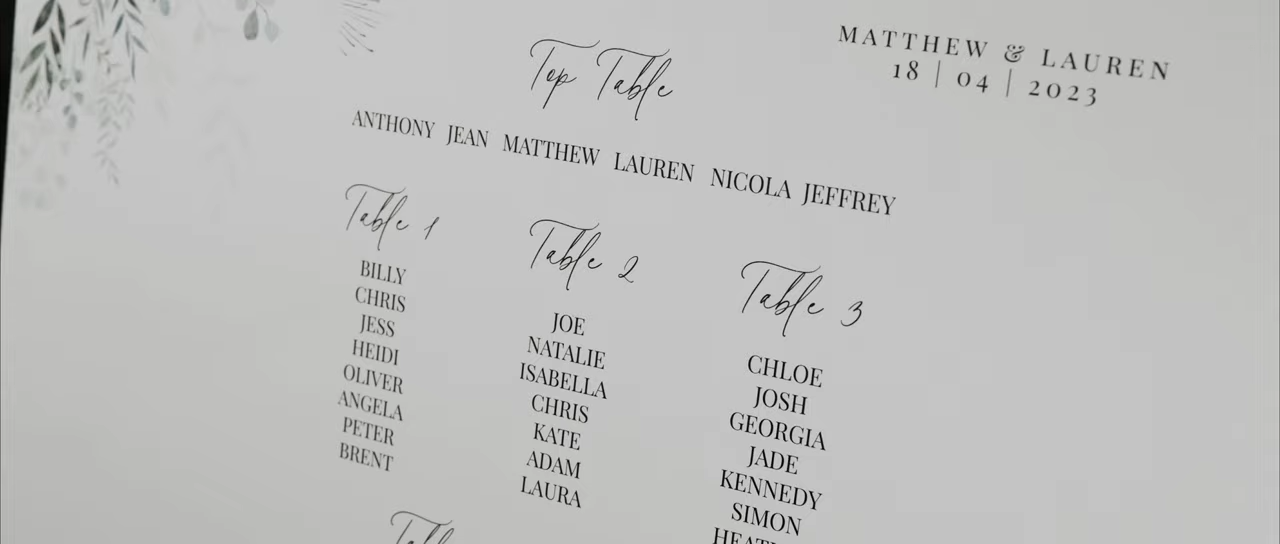 MATTHEW & LAUREN
18 | 04 | 2023
Top Table
ANTHONY JEAN MATTHEW LAUREN NICOLA JEFFREY
Table 1
BILLY
CHRIS
JESS
HEIDI
OLIVER
ANGELA
PETER
BRENT
Table 2
JOE
NATALIE
ISABELLA
CHRIS
KATE
ADAM
LAURA
Table 3
CHLOE
JOSH
GEORGIA
JADE
KENNEDY
SIMON